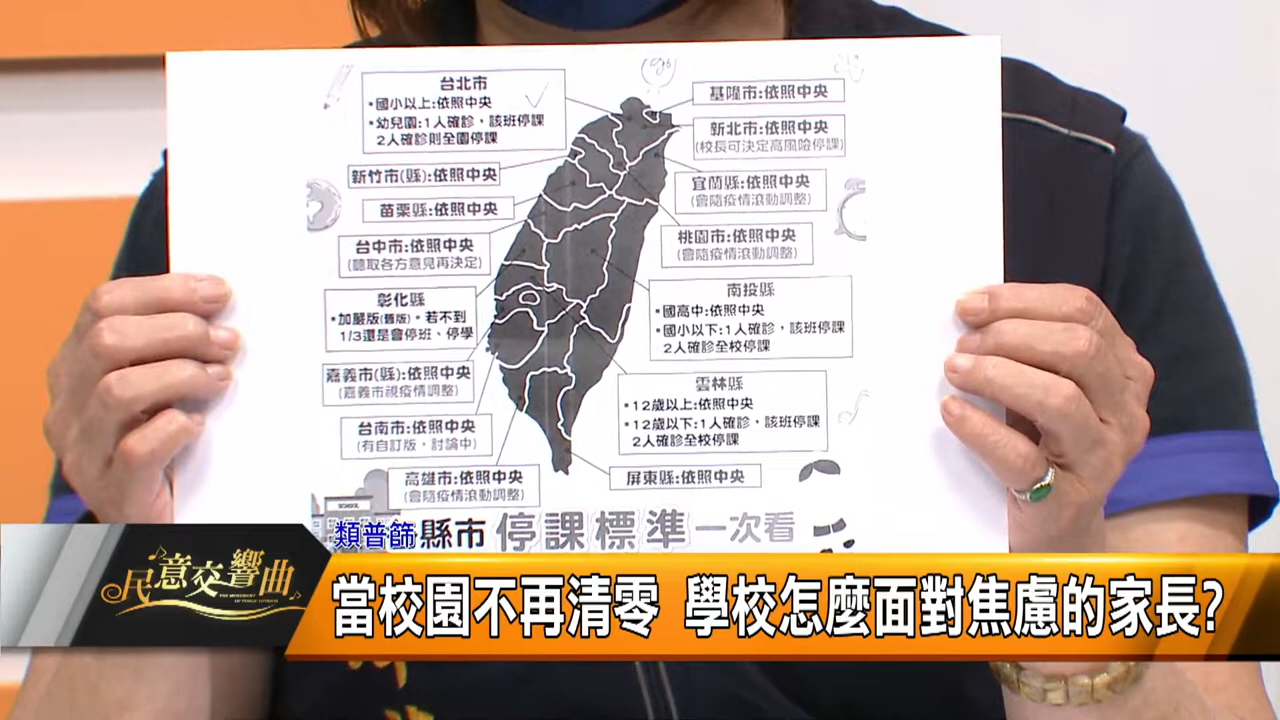 台北市
•國小以上:依照中央
•幼兒園:1人確診，該班停課
2人確診則全園停課
新竹市(縣):依照中央
苗栗縣:依照中央
台中市:依照中央
(聽取各方意見再決定)
彰化縣
•加嚴版(舊版)。若不到
1/3還是會停班、停學
嘉義市(縣):依照中央
(嘉義市視疫情調整)
台南市:依照中央
(有自訂版，討論中)
高雄市:依照中央
(會隨疫情滾動調整)
基隆市:依照中央
新北市:依照中央
(校長可決定高風險停課)
宜蘭縣:依照中央
(會隨疫情滾動調整)
桃園市:依照中央
(會隨疫情滾動調整)
南投縣
•國高中:依照中央
•國小以下:1人確診，該班停課
2人確診全校停課
雲林縣
•12歲以上:依照中央
•12歲以下:1人確診，該班停課
2人確診全校停課
屏東縣:依照中央
SCHOOL
類普篩
縣市 停課標準 一次看
民意交響曲
當校園不再清零 學校怎麼面對焦慮的家長?